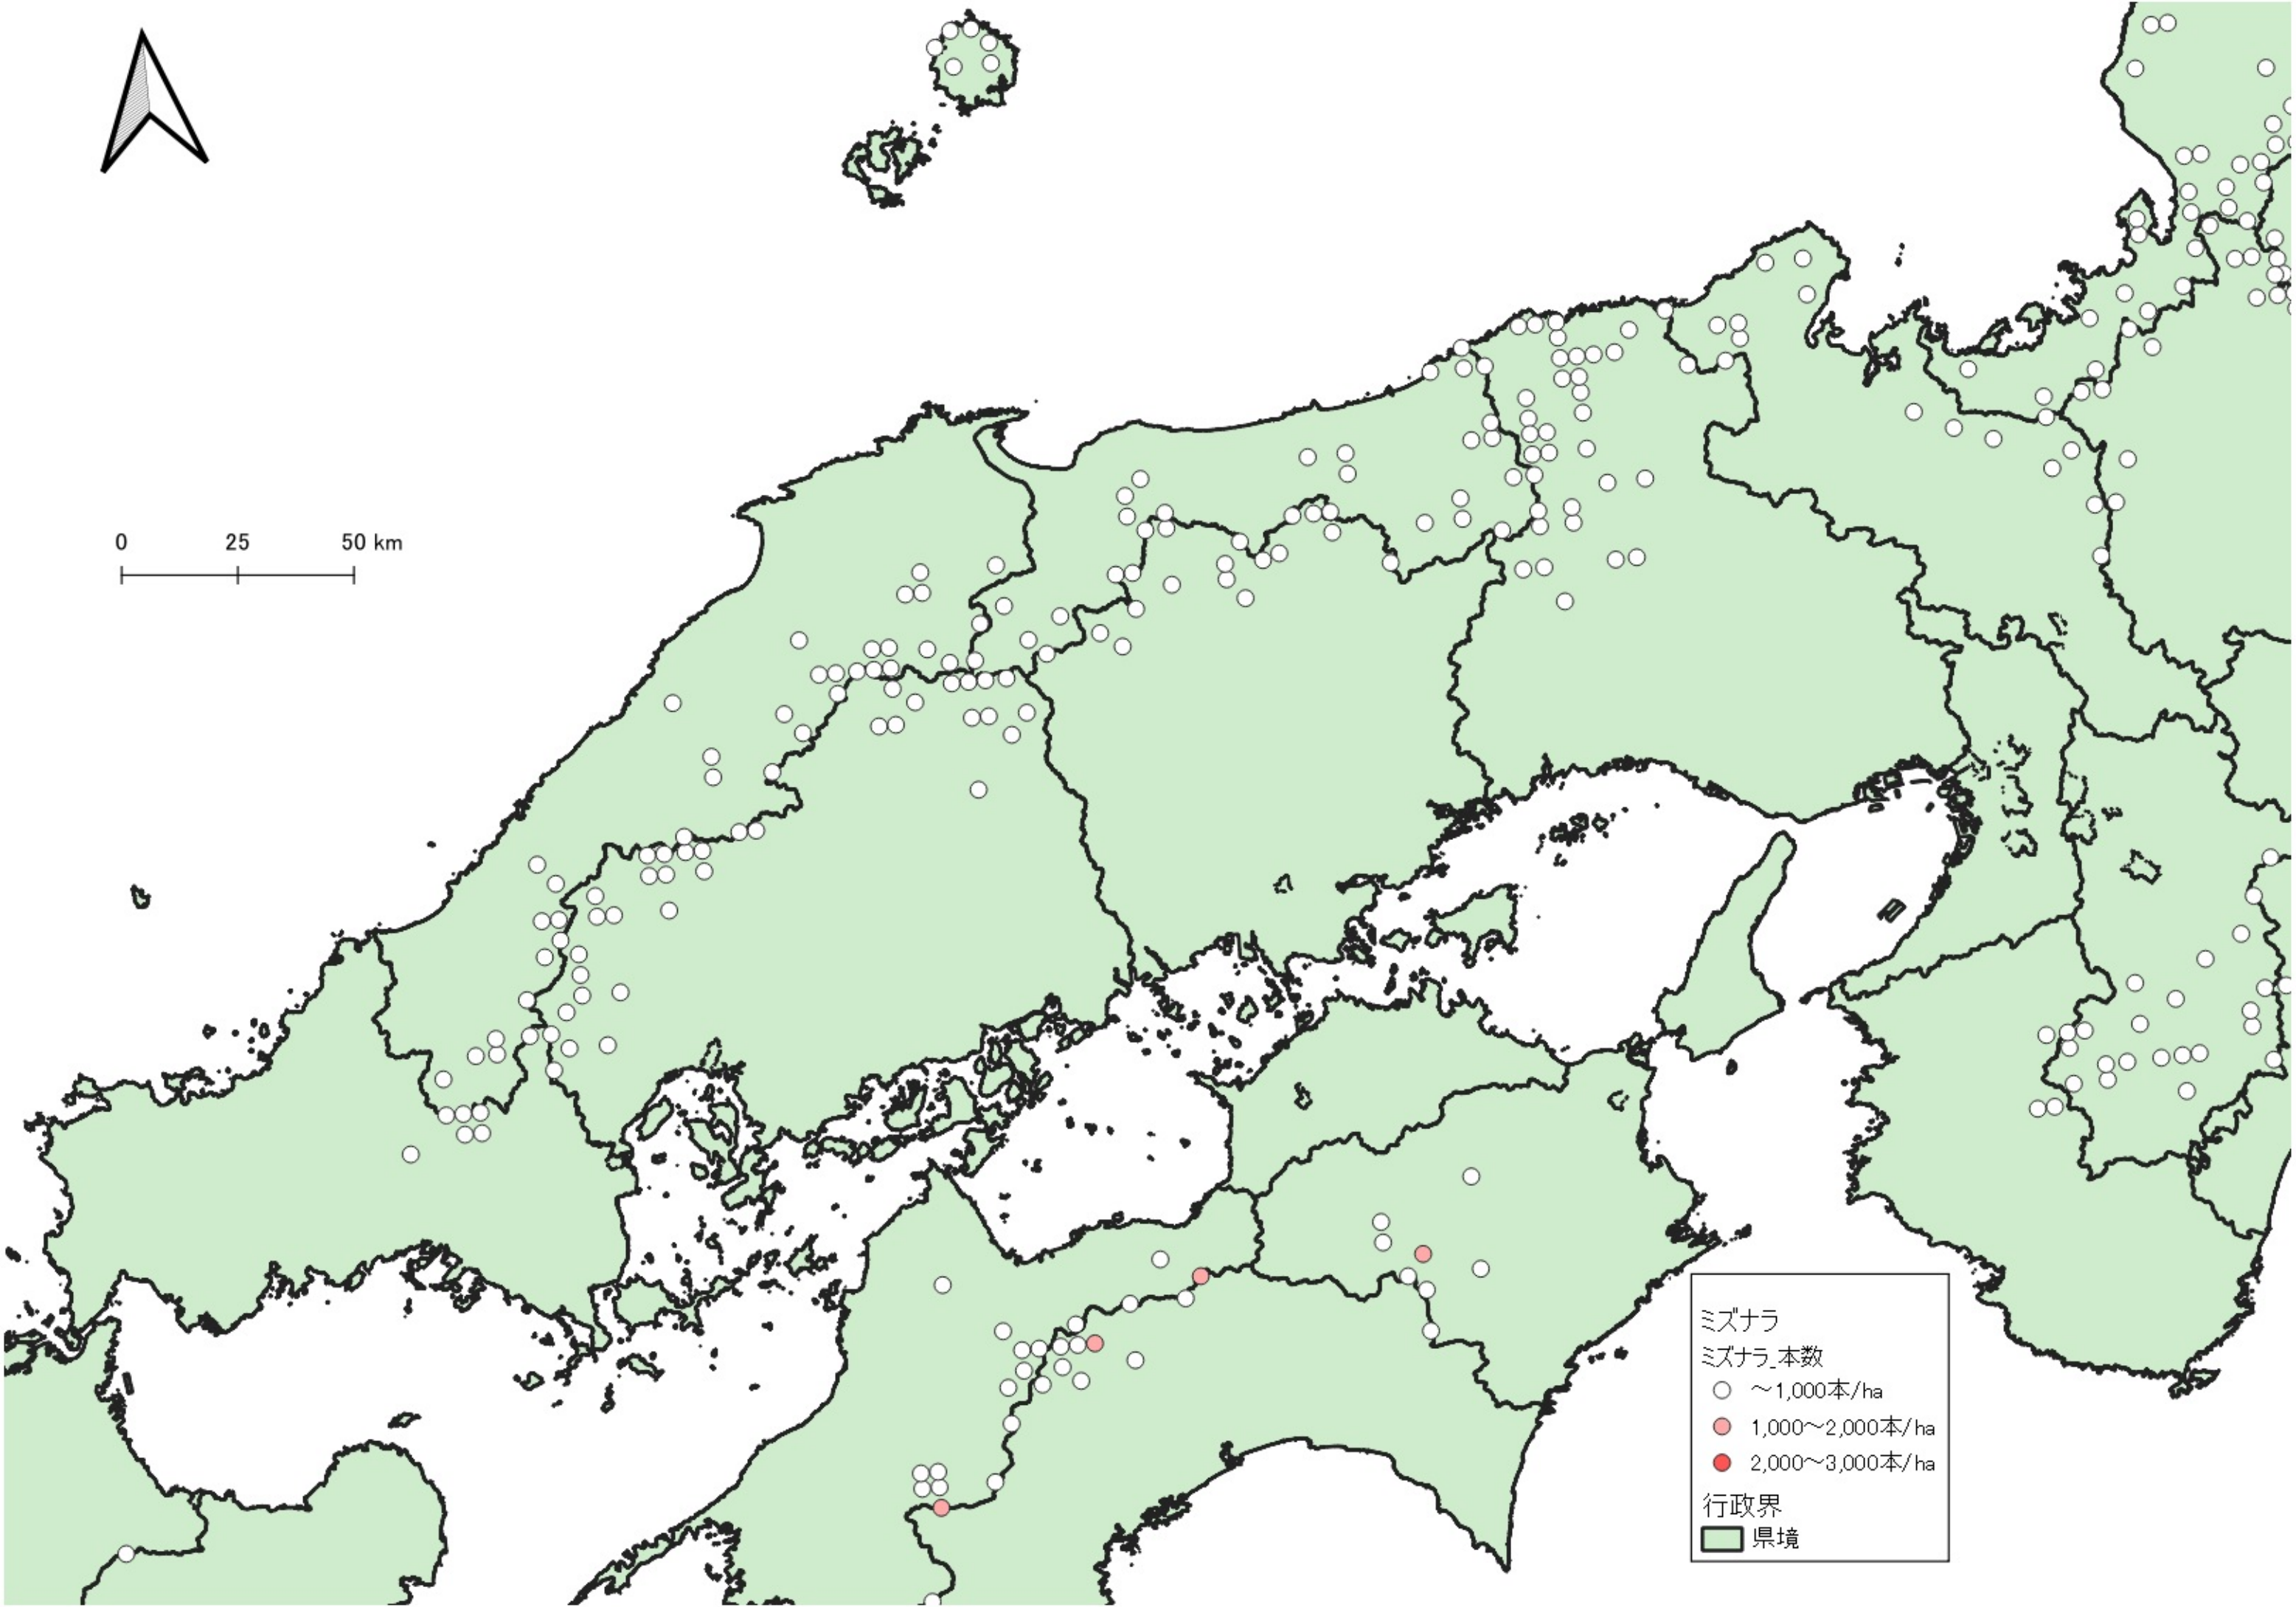 0 25 50 km
ミズナラ
ミズナラ_本数
～1,000本/ha
1,000～2,000本/ha
2,000～3,000本/ha
行政界
県境